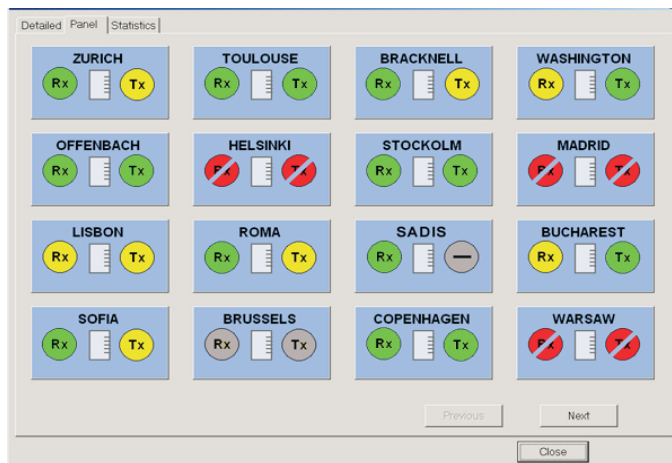 Detailed Panel Statistics
ZURICH TOULOUSE BRACKNELL WASHINGTON
Rx Tx Rx Tx Rx Tx Rx Tx
OFFENBACH HELSINKI STOCKOLM MADRID
Rx Tx Rx Tx Rx Tx Rx Tx
LISBON ROMA SADIS BUCHAREST
Rx Tx Rx Tx Rx Rx Tx
SOFIA BRUSSELS COPENHAGEN WARSAW
Rx Tx Rx Tx Rx Tx Rx Tx
Previous Next
Close